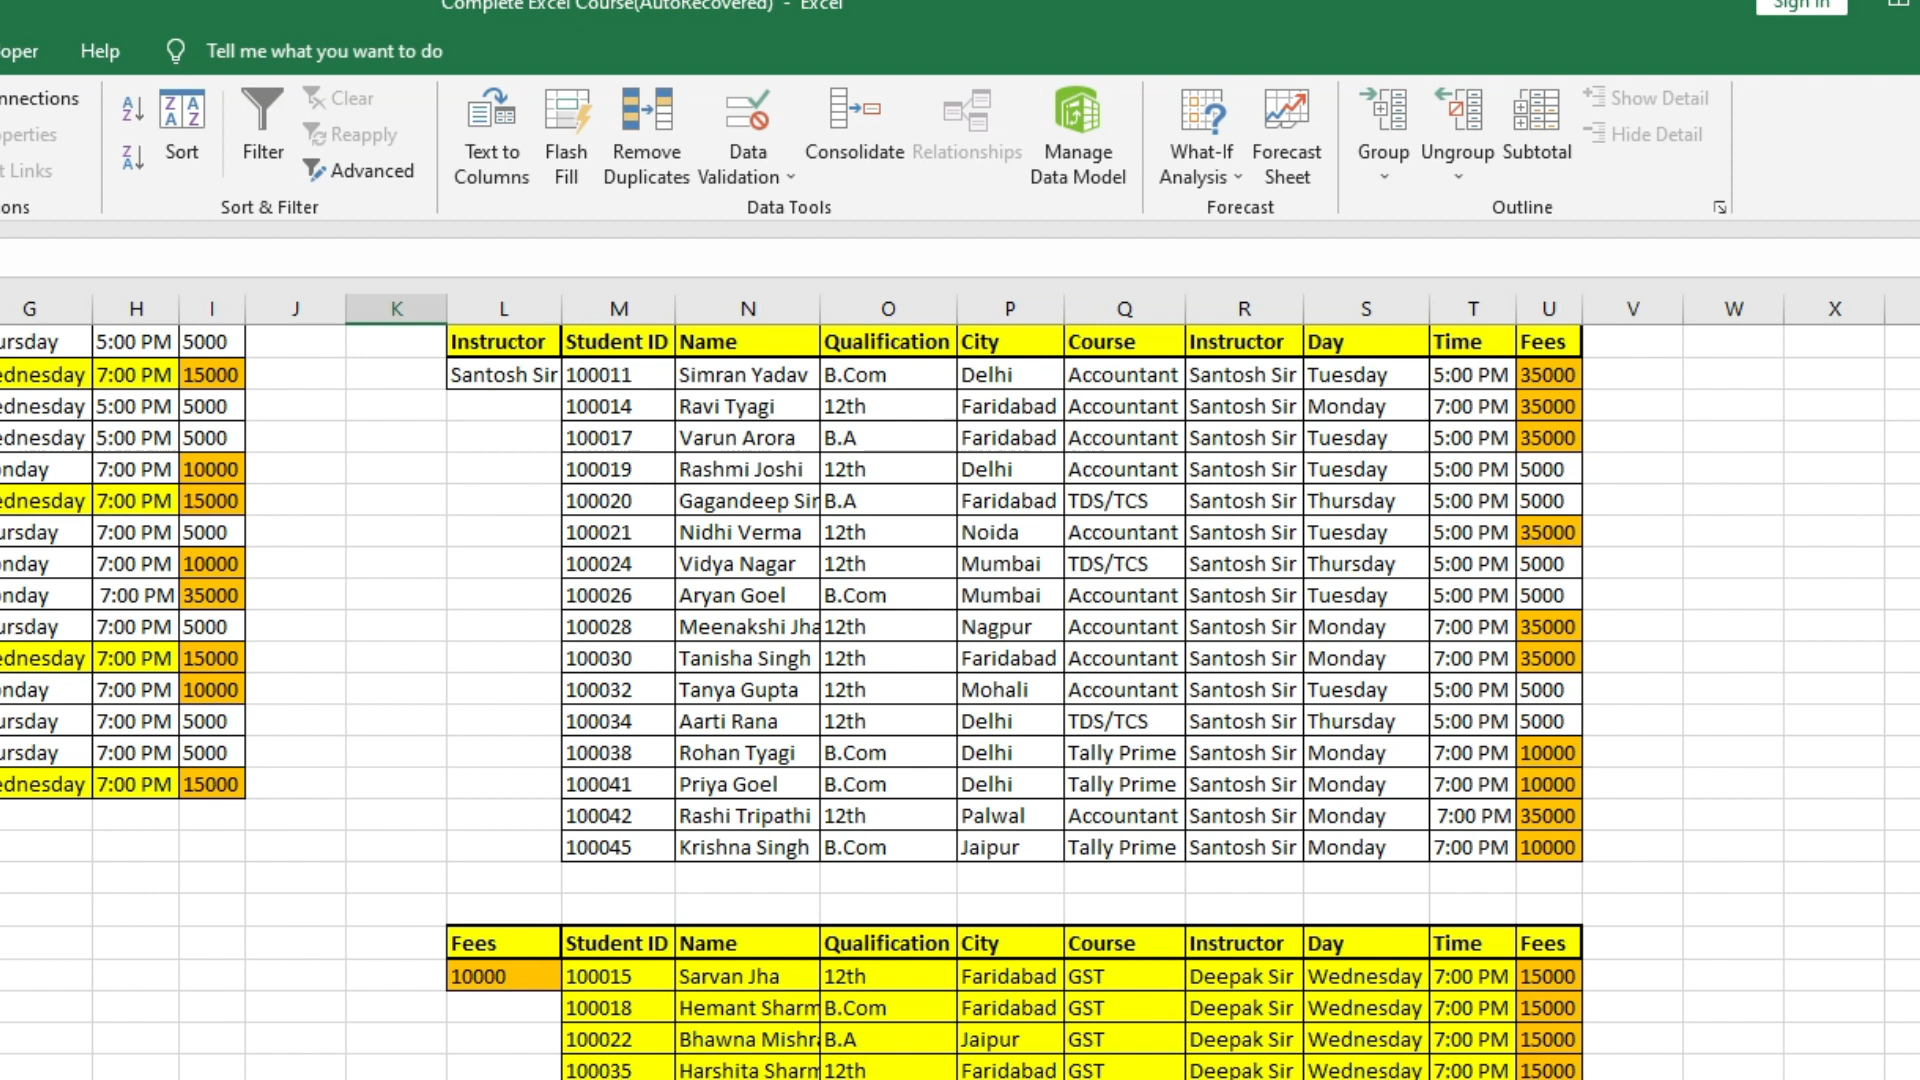 Complete Excel Course(AutoRecovered) - Excel
Sign in
oper Help Tell me what you want to do
nnections
operties
t Links
ons
Sort
Filter
Clear
Reapply
Advanced
Sort & Filter
Text to Columns
Flash Fill
Remove Duplicates
Data Validation
Consolidate
Relationships
Manage Data Model
Data Tools
What-If Analysis
Forecast Sheet
Forecast
Group
Ungroup
Subtotal
Show Detail
Hide Detail
Outline
G H I J K L M N O P Q R S T U V W X
ursday 5:00 PM 5000 Instructor Student ID Name Qualification City Course Instructor Day Time Fees
ednesday 7:00 PM 15000 Santosh Sir 100011 Simran Yadav B.Com Delhi Accountant Santosh Sir Tuesday 5:00 PM 35000
ednesday 5:00 PM 5000 100014 Ravi Tyagi 12th Faridabad Accountant Santosh Sir Monday 7:00 PM 35000
ednesday 5:00 PM 5000 100017 Varun Arora B.A Faridabad Accountant Santosh Sir Tuesday 5:00 PM 35000
onday 7:00 PM 10000 100019 Rashmi Joshi 12th Delhi Accountant Santosh Sir Tuesday 5:00 PM 5000
ednesday 7:00 PM 15000 100020 Gagandeep Sin B.A Faridabad TDS/TCS Santosh Sir Thursday 5:00 PM 5000
ursday 7:00 PM 5000 100021 Nidhi Verma 12th Noida Accountant Santosh Sir Tuesday 5:00 PM 35000
onday 7:00 PM 10000 100024 Vidya Nagar 12th Mumbai TDS/TCS Santosh Sir Thursday 5:00 PM 5000
onday 7:00 PM 35000 100026 Aryan Goel B.Com Mumbai Accountant Santosh Sir Tuesday 5:00 PM 5000
ursday 7:00 PM 5000 100028 Meenakshi Jha 12th Nagpur Accountant Santosh Sir Monday 7:00 PM 35000
ednesday 7:00 PM 15000 100030 Tanisha Singh 12th Faridabad Accountant Santosh Sir Monday 7:00 PM 35000
onday 7:00 PM 10000 100032 Tanya Gupta 12th Mohali Accountant Santosh Sir Tuesday 5:00 PM 5000
ursday 7:00 PM 5000 100034 Aarti Rana 12th Delhi TDS/TCS Santosh Sir Thursday 5:00 PM 5000
ursday 7:00 PM 5000 100038 Rohan Tyagi B.Com Delhi Tally Prime Santosh Sir Monday 7:00 PM 10000
ednesday 7:00 PM 15000 100041 Priya Goel B.Com Delhi Tally Prime Santosh Sir Monday 7:00 PM 10000
100042 Rashi Tripathi 12th Palwal Accountant Santosh Sir Monday 7:00 PM 35000
100045 Krishna Singh B.Com Jaipur Tally Prime Santosh Sir Monday 7:00 PM 10000
Fees Student ID Name Qualification City Course Instructor Day Time Fees
10000 100015 Sarvan Jha 12th Faridabad GST Deepak Sir Wednesday 7:00 PM 15000
100018 Hemant Sharm B.Com Faridabad GST Deepak Sir Wednesday 7:00 PM 15000
100022 Bhawna Mishr B.A Jaipur GST Deepak Sir Wednesday 7:00 PM 15000
100035 Harshita Sharm 12th Faridabad GST Deepak Sir Wednesday 7:00 PM 15000